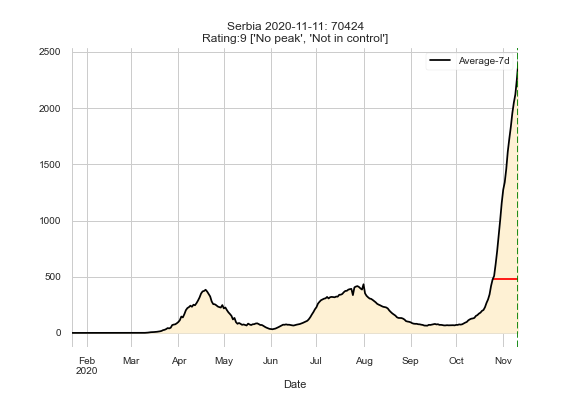 Serbia 2020-11-11: 70424
Rating:9 ['No peak', 'Not in control']
Average-7d
2500
2000
1500
1000
500
0
Feb Mar Apr May Jun Jul Aug Sep Oct Nov
2020
Date